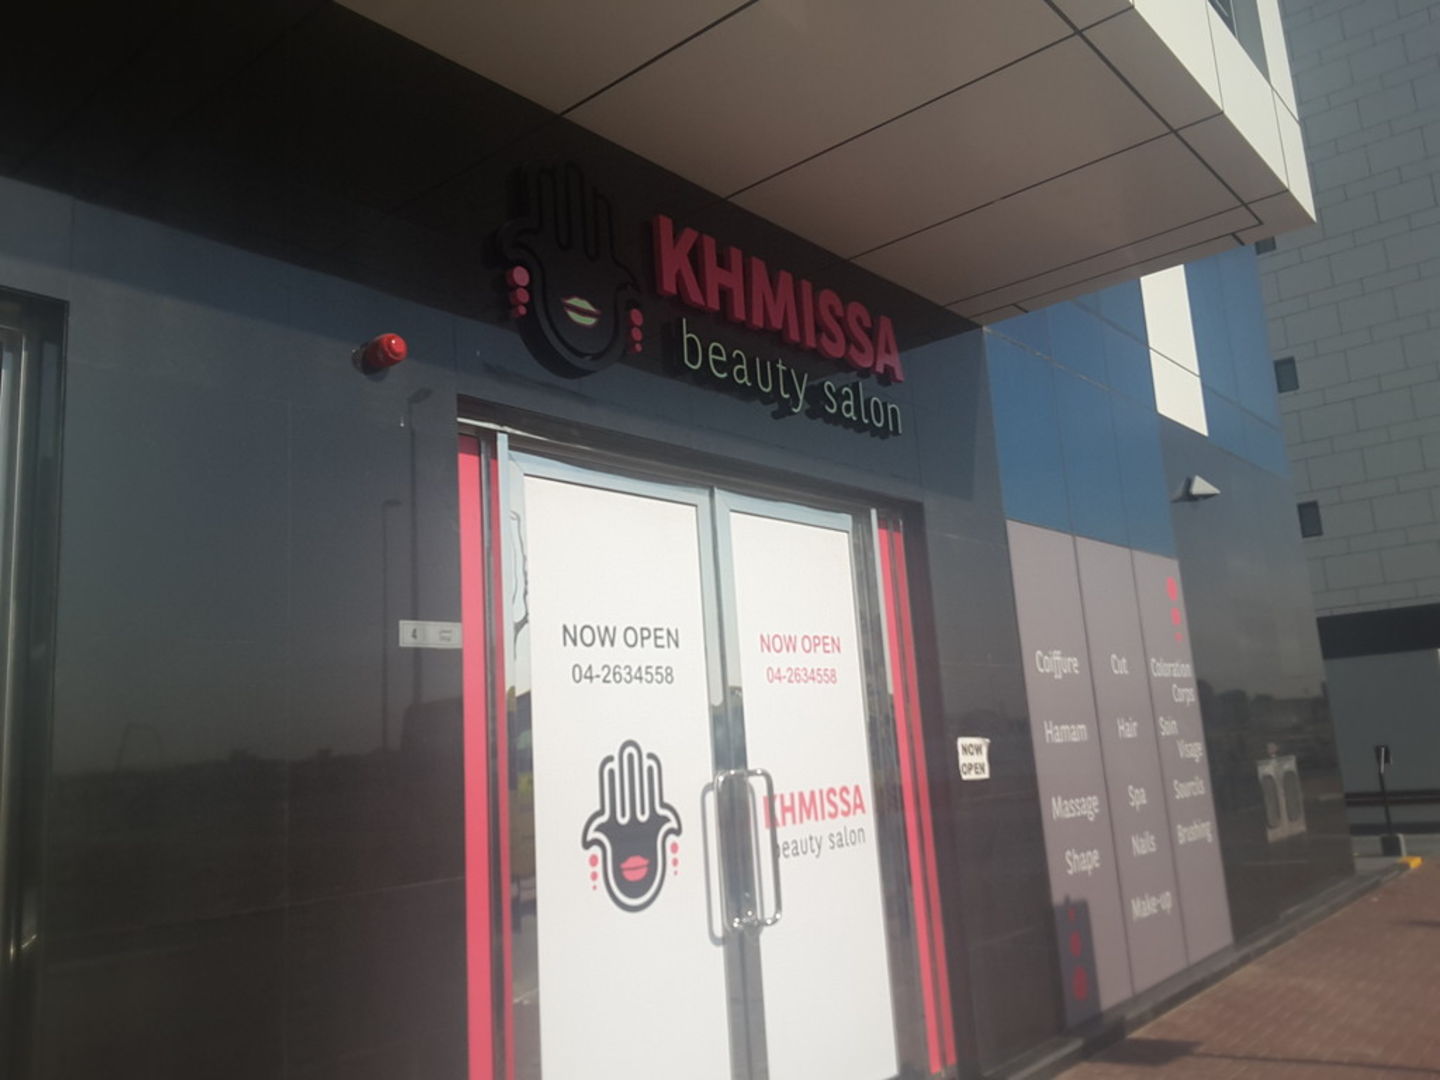 KHMISSA
beauty salon
NOW OPEN
04-2634558
NOW OPEN
04-2634558
KHMISSA
beauty salon
4
NOW
OPEN
Coiffure
Hamam
Massage
Shape
Cut
Hair
Spa
Nails
Make-up
Coloration
Corps
Soin
Visage
Sourcils
Brushing